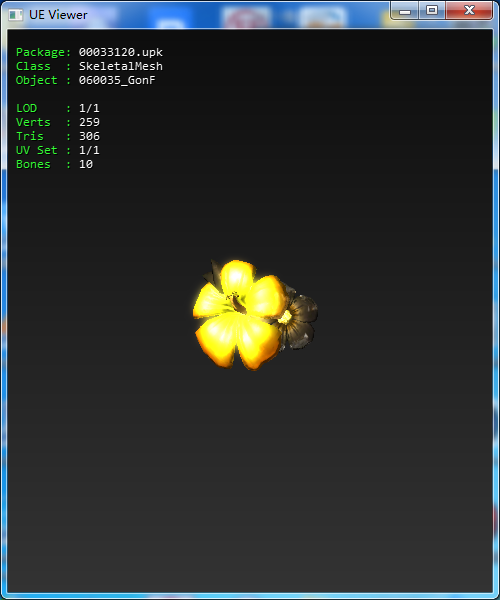 UE Viewer
Package: 00033120.upk
Class : SkeletalMesh
Object : 060035_GonF
LOD : 1/1
Verts : 259
Tris : 306
UV Set : 1/1
Bones : 10